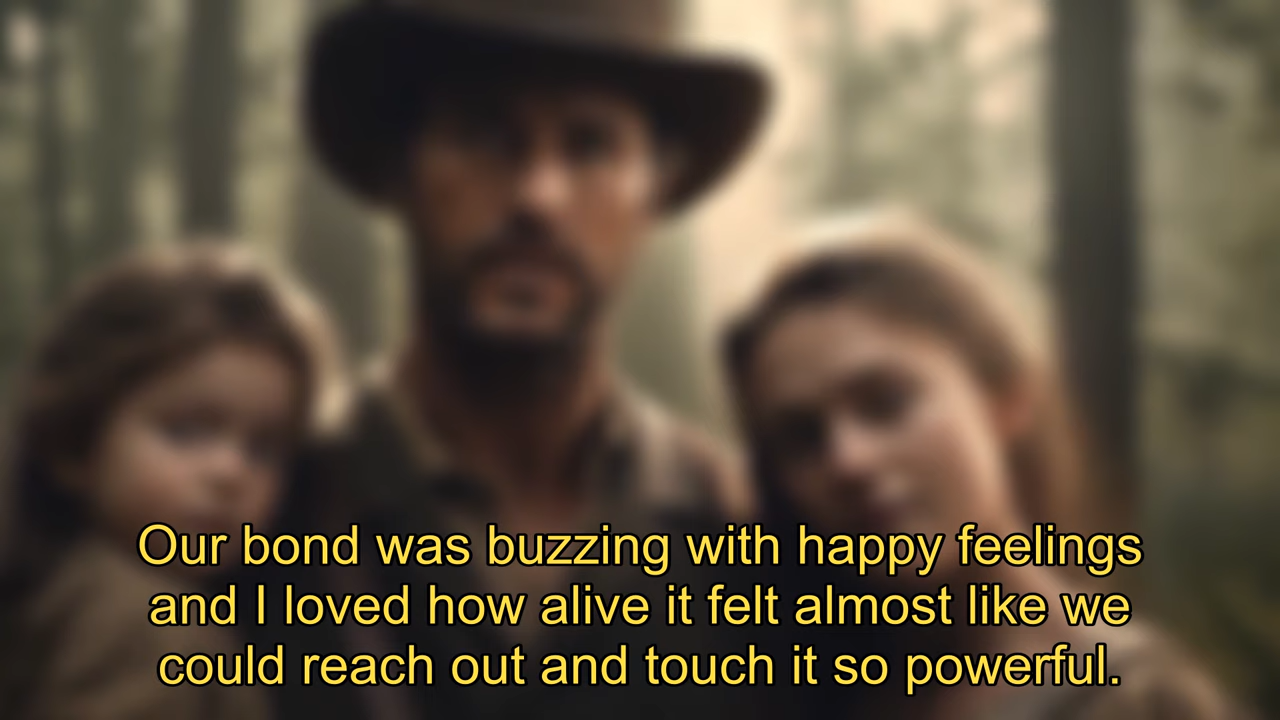 Our bond was buzzing with happy feelings
and I loved how alive it felt almost like we
could reach out and touch it so powerful.